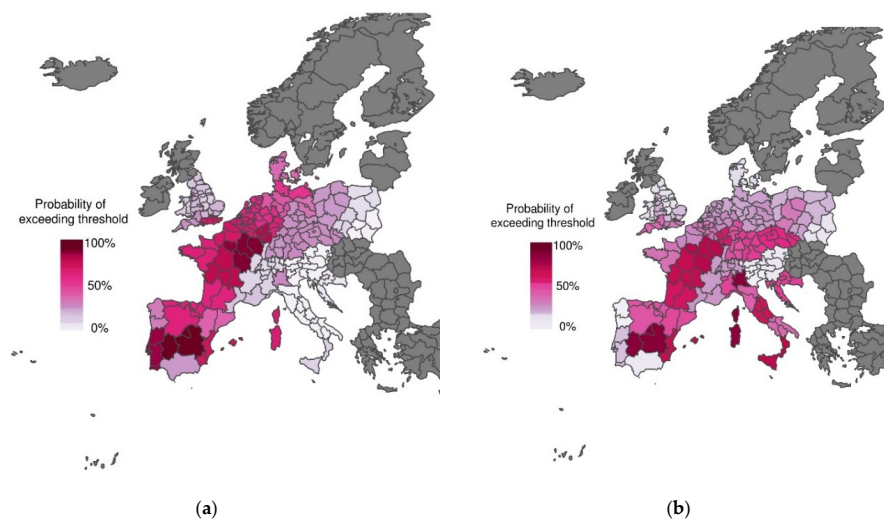 Probability of
exceeding threshold
100%
50%
0%
(a)
Probability of
exceeding threshold
100%
50%
0%
(b)